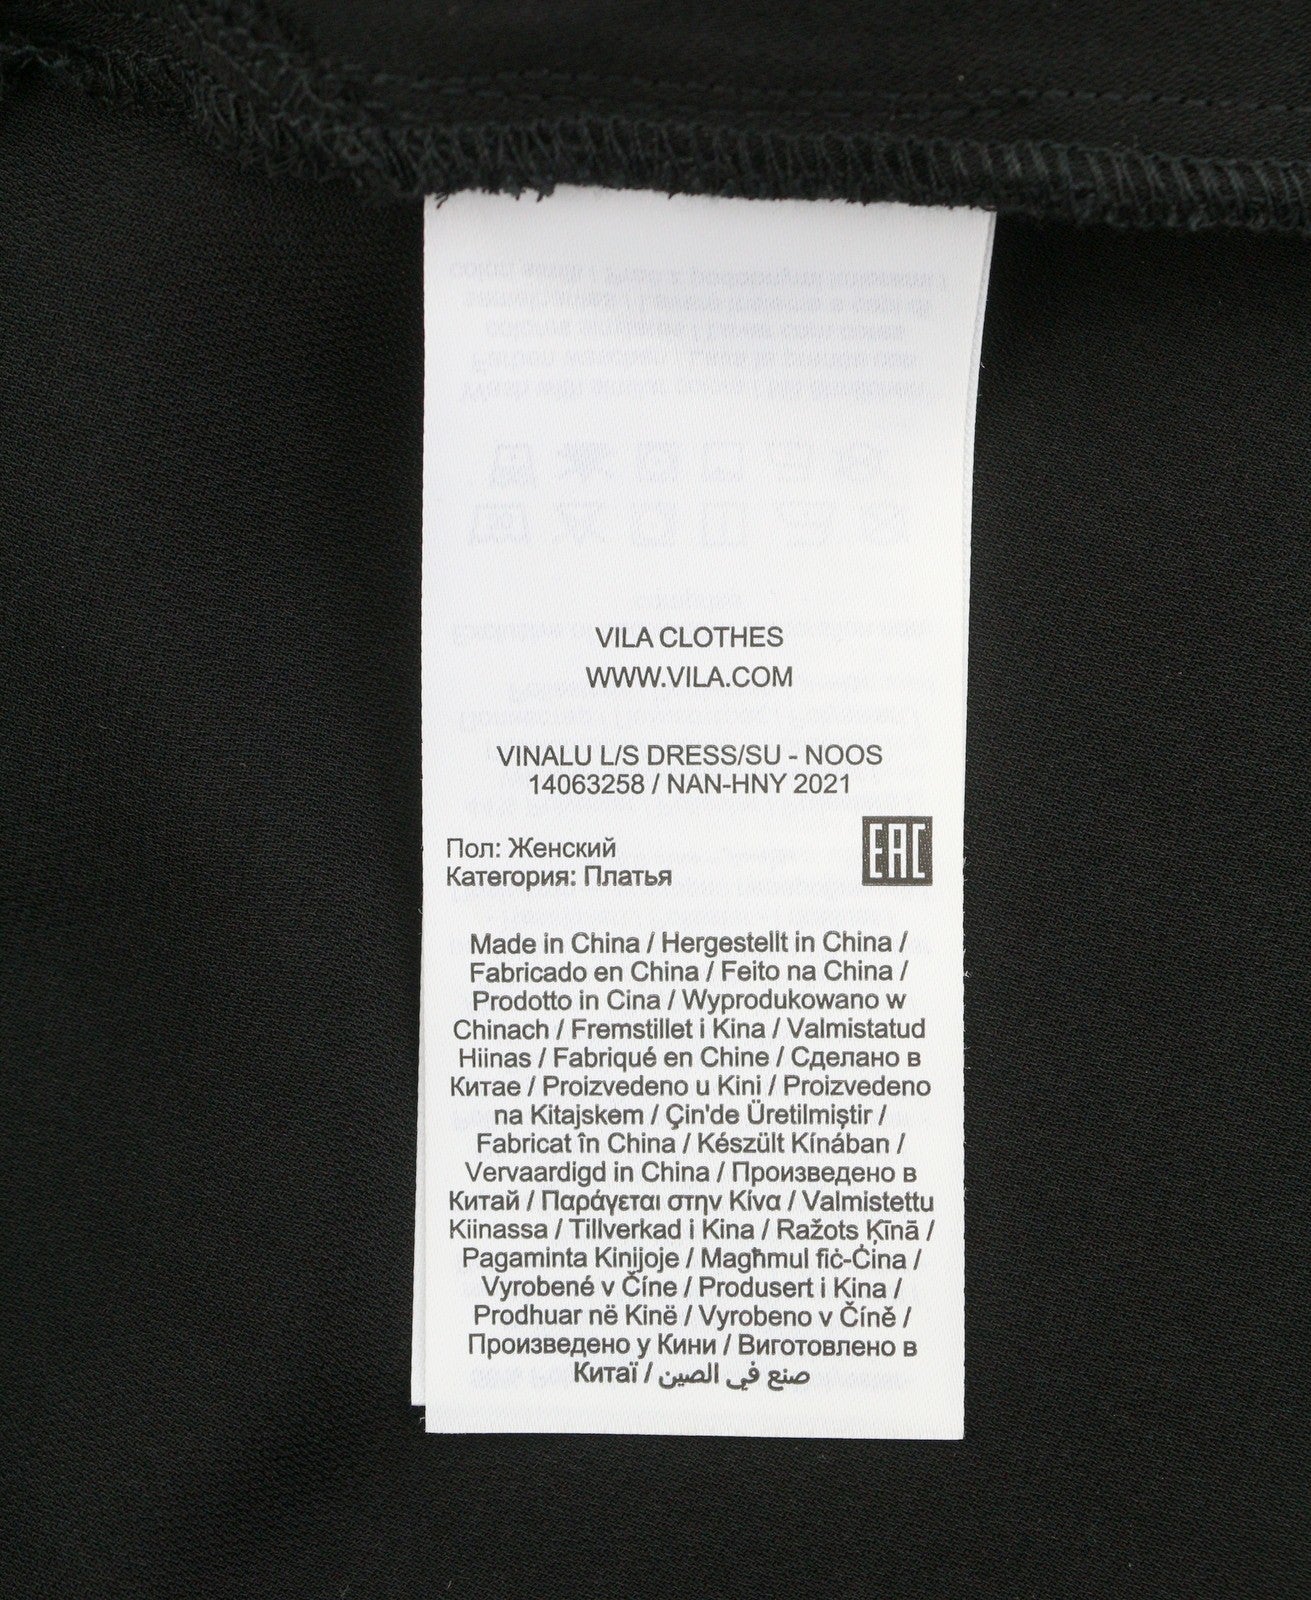 VILA CLOTHES
WWW.VILA.COM
VINALU L/S DRESS/SU - NOOS
14063258 / NAN-HNY 2021
Пол: Женский
Категория: Платья
EAC
Made in China / Hergestellt in China /
Fabricado en China / Feito na China /
Prodotto in Cina / Wyprodukowano w
Chinach / Fremstillet i Kina / Valmistatud
Hiinas / Fabriqué en Chine / Сделано в
Китае / Proizvedeno u Kini / Proizvedeno
na Kitajskem / Çin'de Üretilmiştir /
Fabricat în China / Készült Kínában /
Vervaardigd in China / Произведено в
Китай / Παράγεται στην Κίνα / Valmistettu
Kiinassa / Tillverkad i Kina / Ražots Ķīnā /
Pagaminta Kinijoje / Magħmul fiċ-Ċina /
Vyrobené v Číne / Produsert i Kina /
Prodhuar në Kinë / Vyrobeno v Číně /
Произведено у Кини / Виготовлено в
Китаї / صنع في الصين